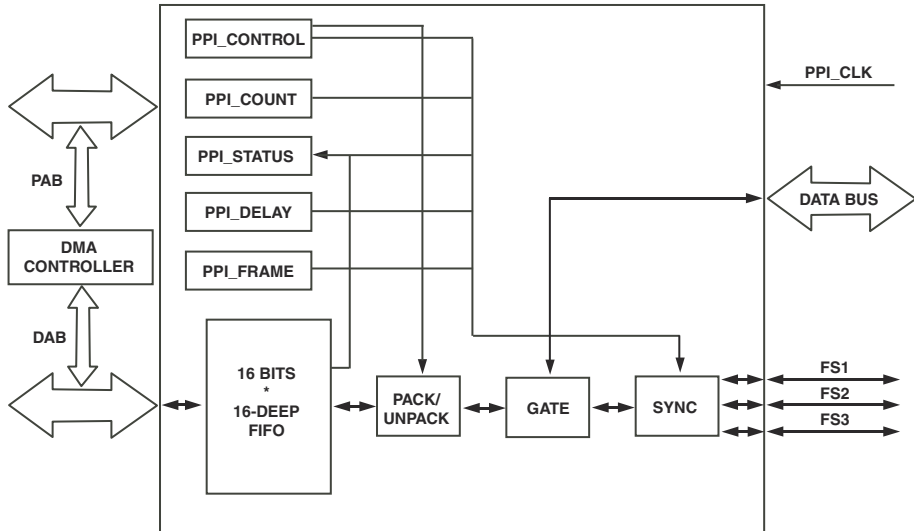 PPI_CONTROL
PPI_CLK
PPI_COUNT
PPI_STATUS
PAB
PPI_DELAY
DATA BUS
DMA
CONTROLLER
PPI_FRAME
DAB
16 BITS
*
16-DEEP
FIFO
PACK/
UNPACK
GATE
SYNC
FS1
FS2
FS3